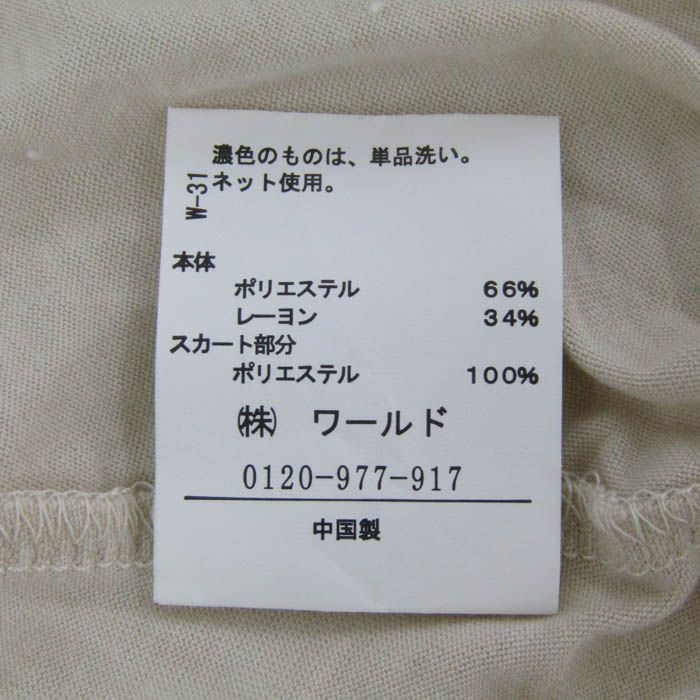 濃色のものは、単品洗い。
ネット使用。
W-31
本体
ポリエステル 66%
レーヨン 34%
スカート部分
ポリエステル 100%
㈱ ワールド
0120-977-917
中国製